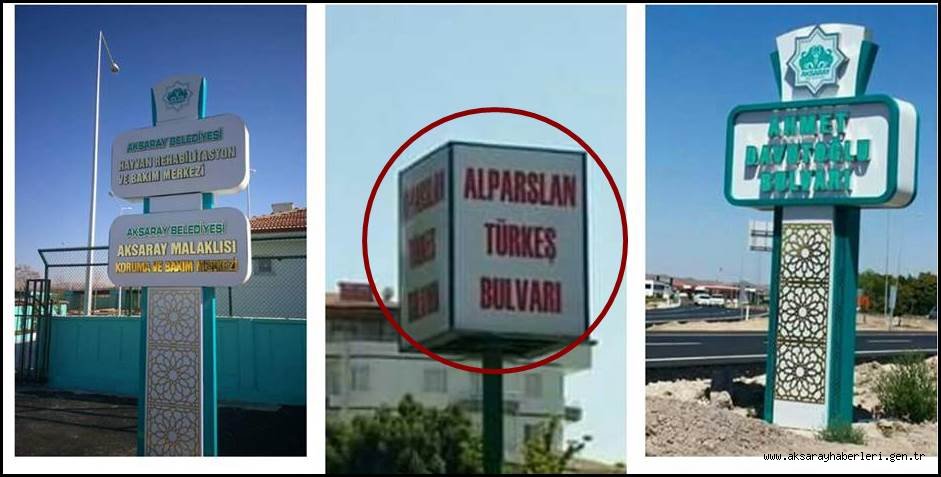 AKSARAY BELEDİYESİ
HAYVAN REHABİLİTASYON
VE BAKIM MERKEZİ
AKSARAY BELEDİYESİ
AKSARAY MALAKLISI
KORUMA VE BAKIM MERKEZİ
ALPARSLAN
TÜRKEŞ
BULVARI
AKSARAY
AHMET
DAVUTOĞLU
BULVARI
www.aksarayhaberleri.gen.tr